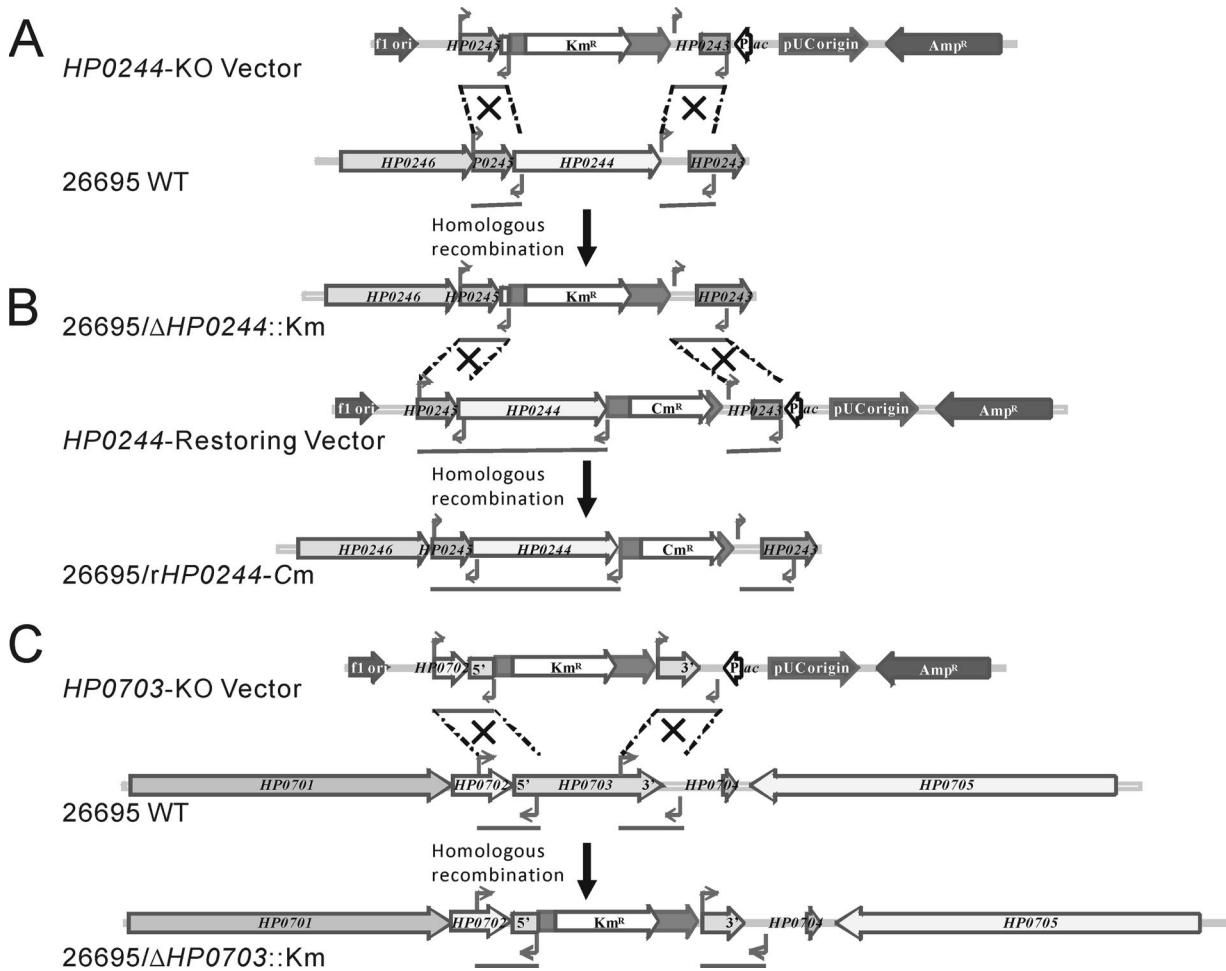 A
f1 ori HP0245 Kmᴿ HP0243 P lac pUCorigin Ampᴿ
HP0244-KO Vector
HP0246 P0245 HP0244 HP0243
26695 WT
Homologous
recombination
B
HP0246 HP0245 Kmᴿ HP0243
26695/ΔHP0244::Km
f1 ori HP0245 HP0244 Cmᴿ HP0243 P ac pUCorigin Ampᴿ
HP0244-Restoring Vector
Homologous
recombination
HP0246 HP0245 HP0244 Cmᴿ HP0243
26695/rHP0244-Cm
C
f1 ori HP0702 5’ Kmᴿ 3’ P ac pUCorigin Ampᴿ
HP0703-KO Vector
HP0701 HP0702 5’ HP0703 3’ HP0704 HP0705
26695 WT
Homologous
recombination
HP0701 HP0702 5’ Kmᴿ 3’ HP0704 HP0705
26695/ΔHP0703::Km